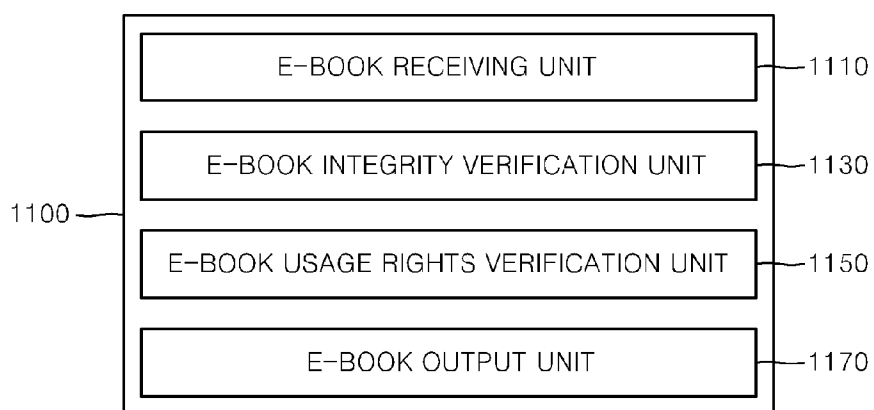 E-BOOK RECEIVING UNIT 1110
E-BOOK INTEGRITY VERIFICATION UNIT 1130
1100
E-BOOK USAGE RIGHTS VERIFICATION UNIT 1150
E-BOOK OUTPUT UNIT 1170